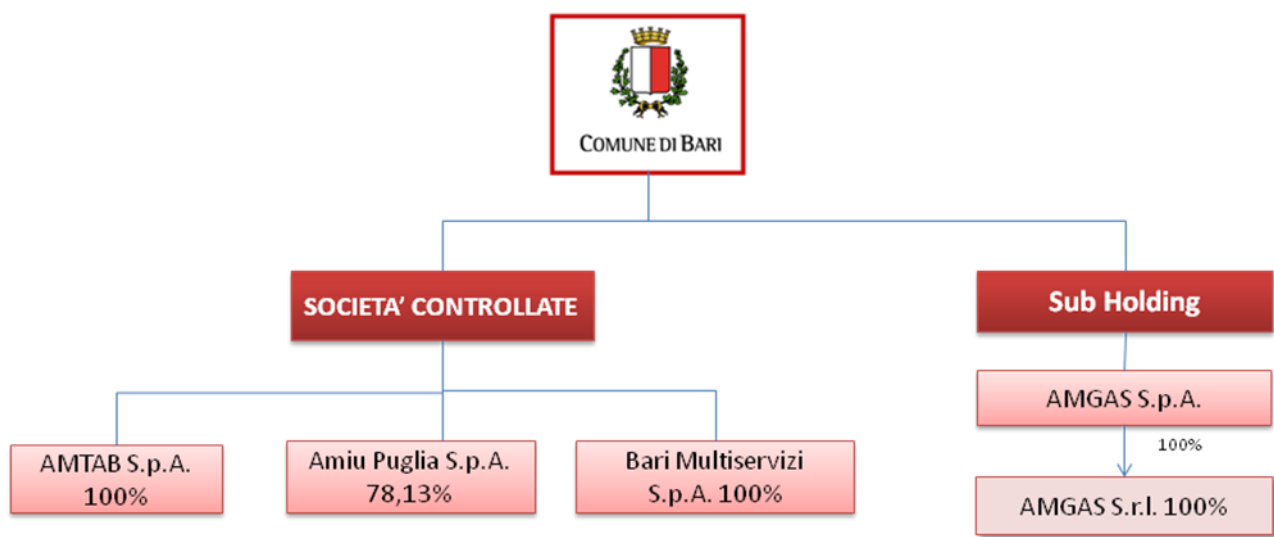 COMUNE DI BARI
SOCIETA’ CONTROLLATE
Sub Holding
AMGAS S.p.A.
100%
AMTAB S.p.A.
100%
Amiu Puglia S.p.A.
78,13%
Bari Multiservizi
S.p.A. 100%
AMGAS S.r.l. 100%